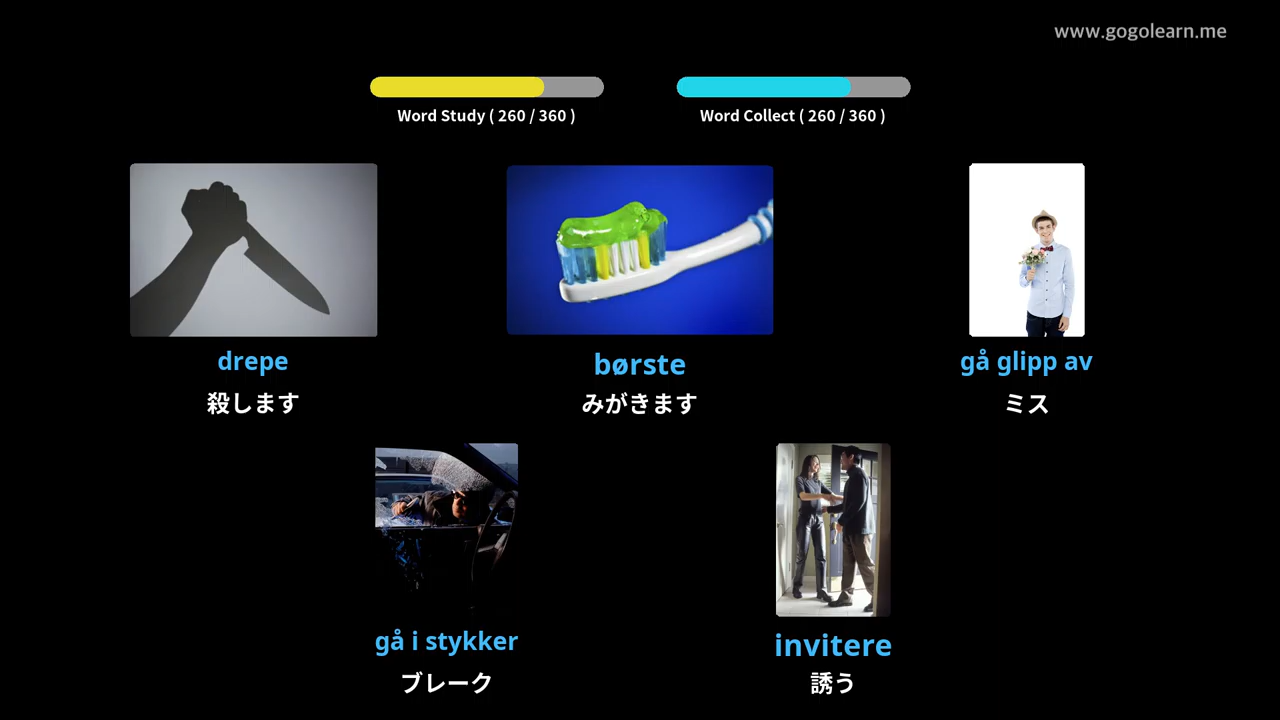 www.gogolearn.me
Word Study ( 260 / 360 )
Word Collect ( 260 / 360 )
drepe
殺します
børste
みがきます
gå glipp av
ミス
gå i stykker
ブレーク
invitere
誘う